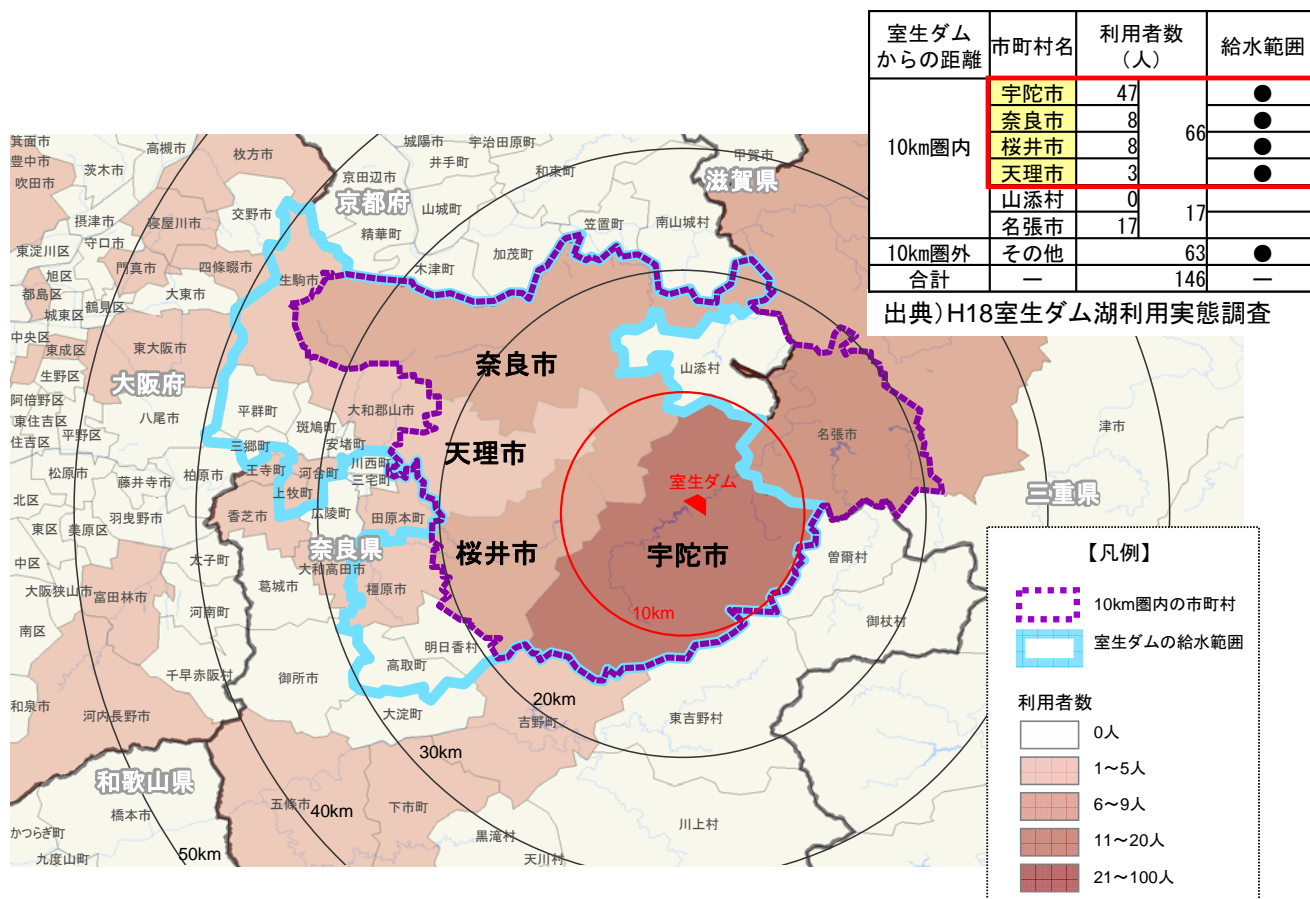 室生ダムからの距離 市町村名 利用者数(人) 給水範囲
10km圏内 宇陀市 47 66 ●
奈良市 8 ●
桜井市 8 ●
天理市 3 ●
山添村 0 17
名張市 17
10km圏外 その他 63 ●
合計 ― 146 ―
出典）H18室生ダム湖利用実態調査
箕面市
豊中市
吹田市
茨木市
高槻市
枚方市
城陽市
宇治田原町
井手町
和束町
甲賀市
滋賀県
京田辺市
京都府
山城町
精華町
加茂町
木津町
笠置町
南山城村
摂津市
寝屋川市
交野市
東淀川区
守口市
旭区
門真市
四條畷市
生駒市
都島区
鶴見区
城東区
大東市
中央区
東成区
東大阪市
生野区
大阪府
阿倍野区
東住吉区
住吉区
平野区
八尾市
奈良市
山添村
平群町
斑鳩町
大和郡山市
安堵町
三郷町
天理市
名張市
津市
三重県
松原市
藤井寺市
柏原市
王寺町
河合町
川西町
三宅町
上牧町
北区
東区
美原区
羽曳野市
香芝市
広陵町
田原本町
室生ダム
奈良県
桜井市
宇陀市
曽爾村
中区
太子町
大和高田市
葛城市
橿原市
大阪狭山市
富田林市
河南町
10km
御杖村
南区
明日香村
高取町
千早赤阪村
御所市
大淀町
20km
吉野町
東吉野村
和泉市
河内長野市
30km
和歌山県
橋本市
五條市
40km
下市町
黒滝村
川上村
かつらぎ町
九度山町
50km
天川村
【凡例】
10km圏内の市町村
室生ダムの給水範囲
利用者数
0人
1～5人
6～9人
11～20人
21～100人